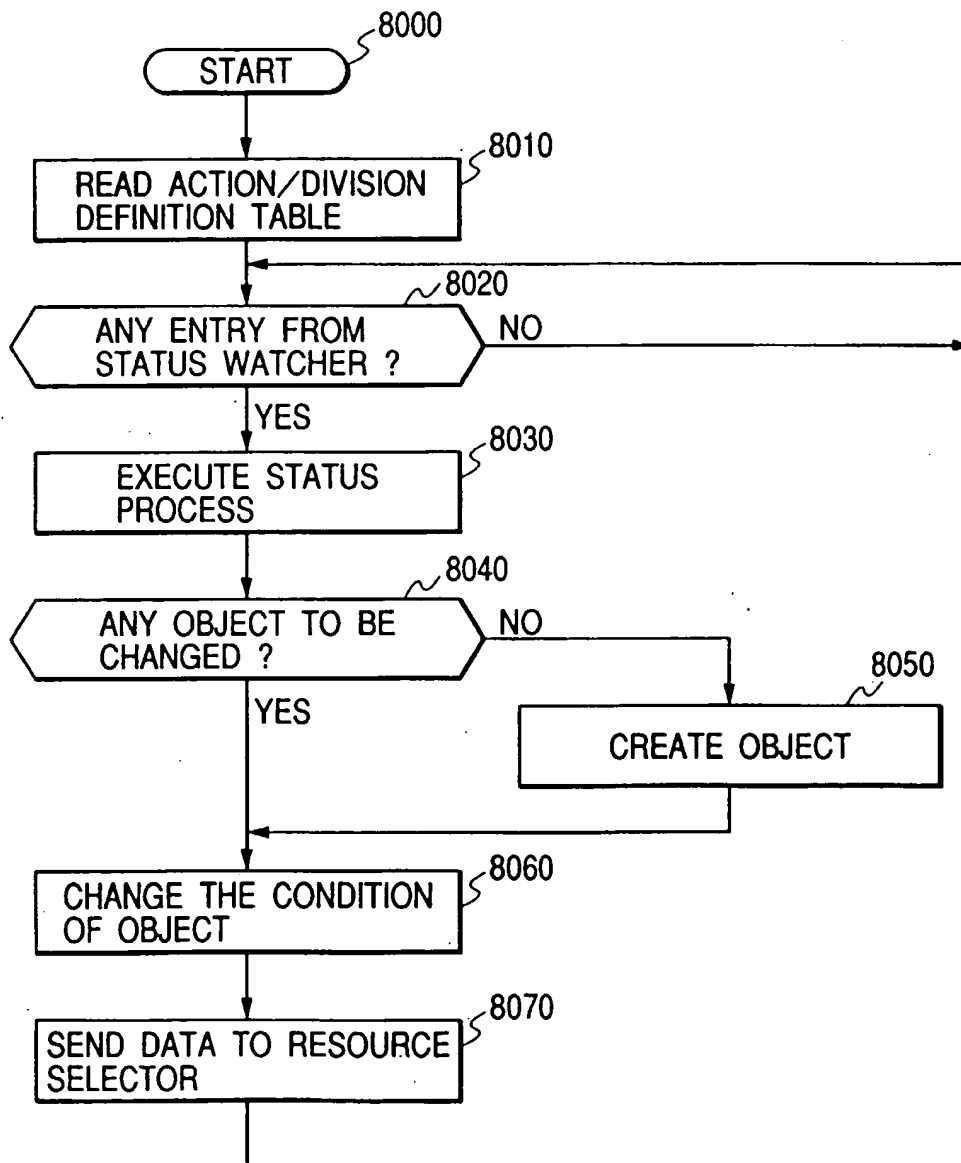 8000
START
8010
READ ACTION/DIVISION
DEFINITION TABLE
8020
ANY ENTRY FROM
STATUS WATCHER ?
NO
YES
8030
EXECUTE STATUS
PROCESS
8040
ANY OBJECT TO BE
CHANGED ?
NO
YES
8050
CREATE OBJECT
8060
CHANGE THE CONDITION
OF OBJECT
8070
SEND DATA TO RESOURCE
SELECTOR